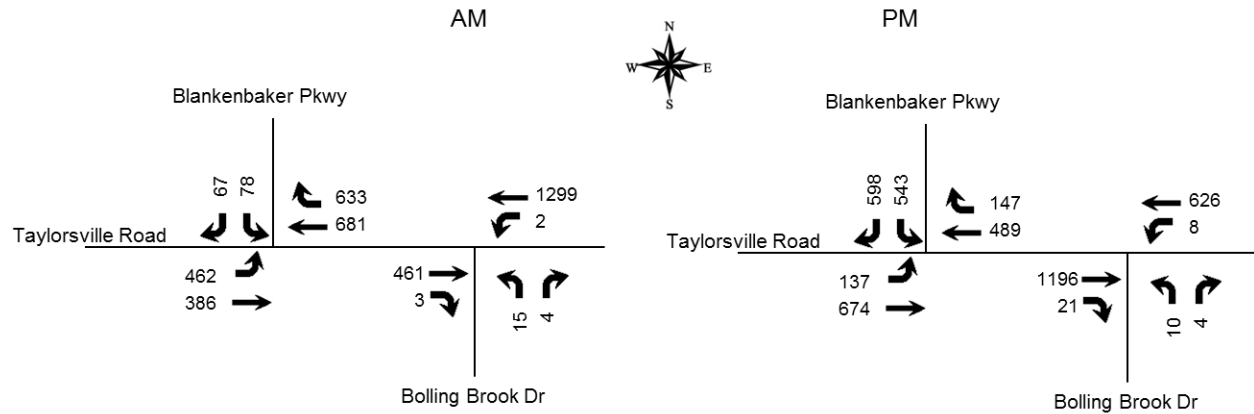 AM
PM
N
W E
S
Blankenbaker Pkwy
67
78
633
681
1299
2
Taylorsville Road
462
386
461
3
15
4
Bolling Brook Dr
Blankenbaker Pkwy
598
543
147
489
626
8
Taylorsville Road
137
674
1196
21
10
4
Bolling Brook Dr